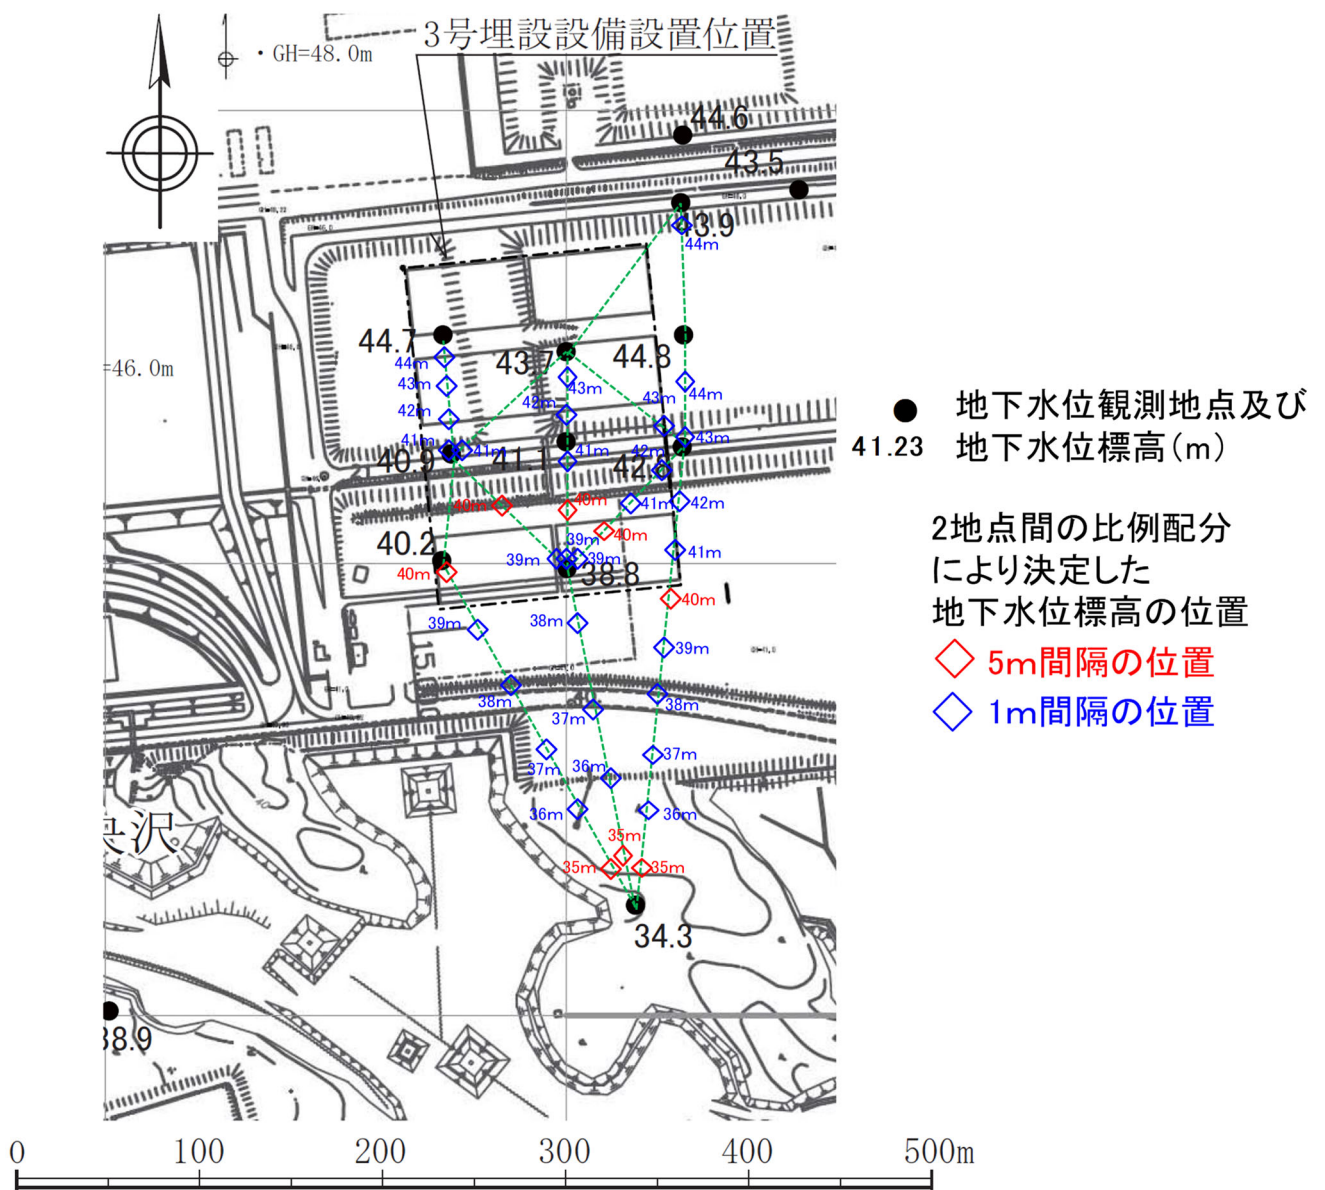 3号埋設設備設置位置
・GH=48.0m
44.6
43.5
43.9
44m
=46.0m
44.7
43.7
44.8
44m
43m
42m
41m
43m
42m
41m
43m
42m
44m
43m
40.9
41m
41.1
42.
40m
40m
41m
42m
40m
39m
39m
39m
41m
40.2
40m
38.8
40m
39m
38m
39m
15
38m
37m
38m
37m
36m
37m
36m
36m
35m
35m
35m
34.3
沢
38.9
地下水位観測地点及び
41.23 地下水位標高(m)
2地点間の比例配分
により決定した
地下水位標高の位置
5m間隔の位置
1m間隔の位置
0 100 200 300 400 500m